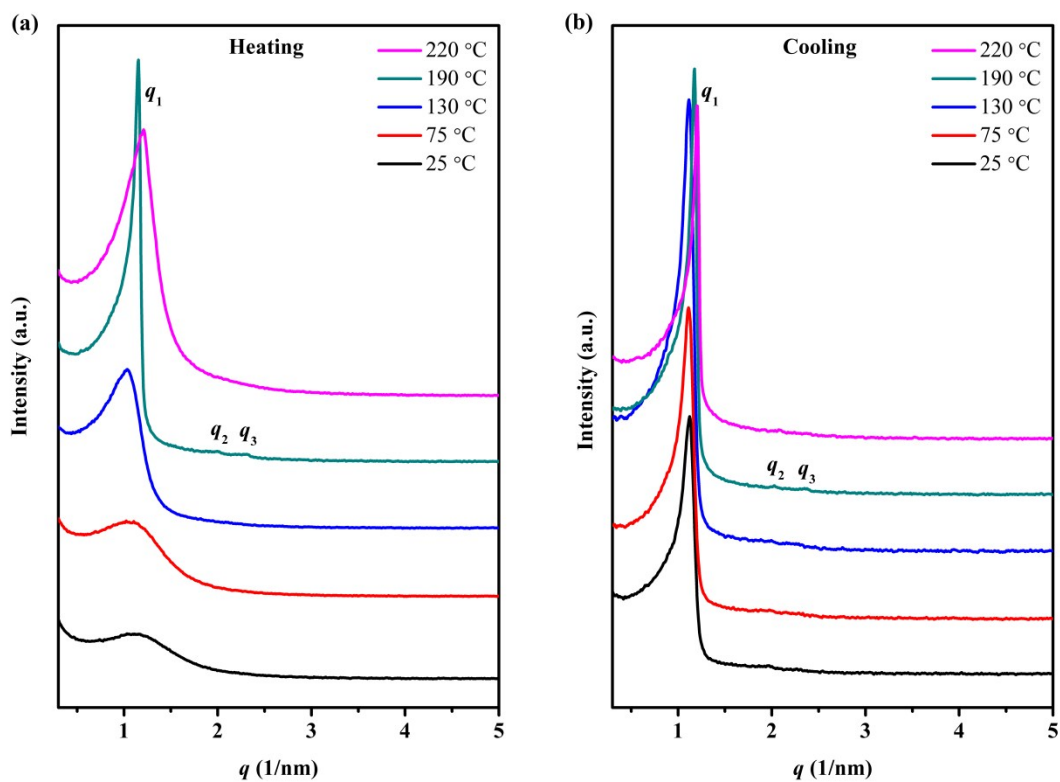 (a)
Heating
220 °C
190 °C
130 °C
75 °C
25 °C
q1
q2 q3
Intensity (a.u.)
1 2 3 4 5
q (1/nm)
(b)
Cooling
220 °C
190 °C
130 °C
75 °C
25 °C
q1
q2 q3
Intensity (a.u.)
1 2 3 4 5
q (1/nm)